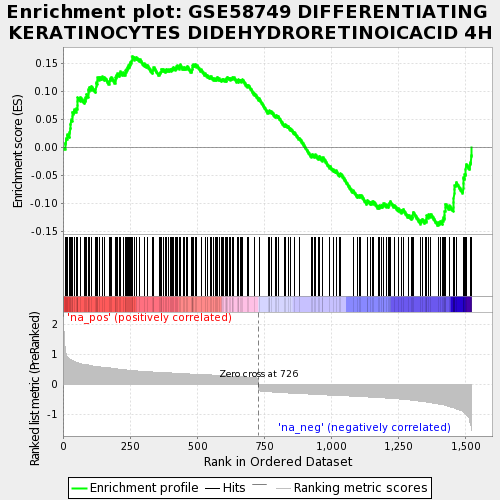 Enrichment plot: GSE58749 DIFFERENTIATING
KERATINOCYTES DIDEHYDRORETINOICACID 4H
Enrichment score (ES)
0.15
0.10
0.05
0.00
-0.05
-0.10
-0.15
'na_pos' (positively correlated)
Ranked list metric (PreRanked)
2
1
0
-1
Zero cross at 726
'na_neg' (negatively correlated)
0
250
500
750
1,000
1,250
1,500
Rank in Ordered Dataset
Enrichment profile
Hits
Ranking metric scores